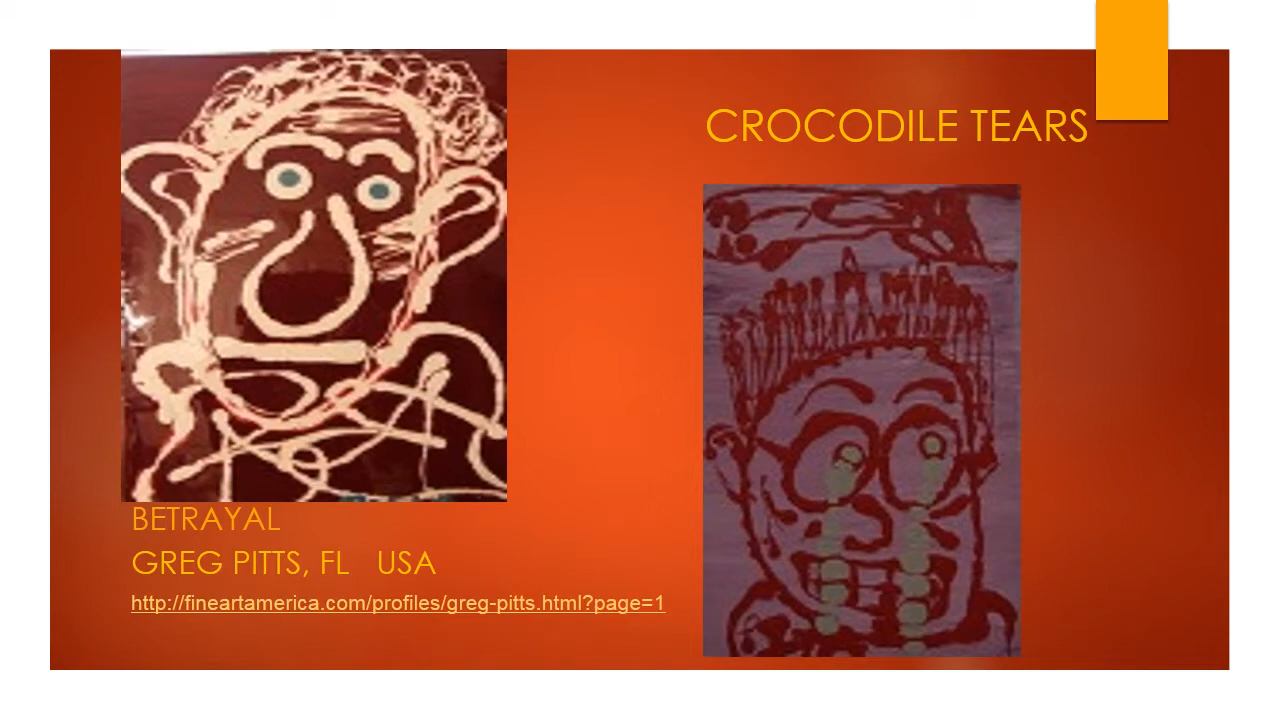 CROCODILE TEARS
BETRAYAL
GREG PITTS, FL   USA
http://fineartamerica.com/profiles/greg-pitts.html?page=1